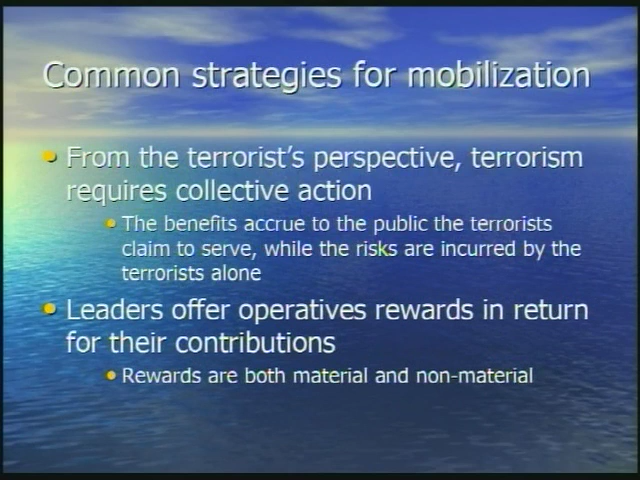 Common strategies for mobilization
From the terrorist's perspective, terrorism
requires collective action
The benefits accrue to the public the terrorists
claim to serve, while the risks are incurred by the
terrorists alone
Leaders offer operatives rewards in return
for their contributions
Rewards are both material and non-material